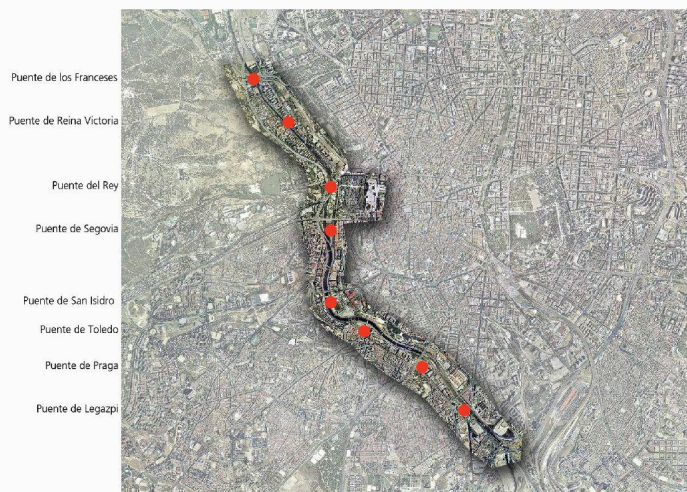 Puente de los Franceses
Puente de Reina Victoria
Puente del Rey
Puente de Segovia
Puente de San Isidro
Puente de Toledo
Puente de Praga
Puente de Legazpi